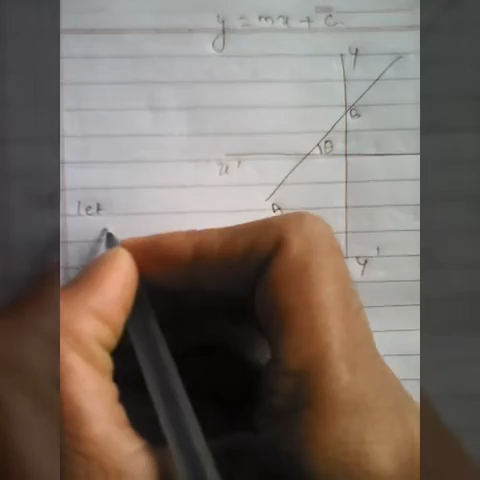 y = mx + c
y
B
θ
x'
A
let
y'